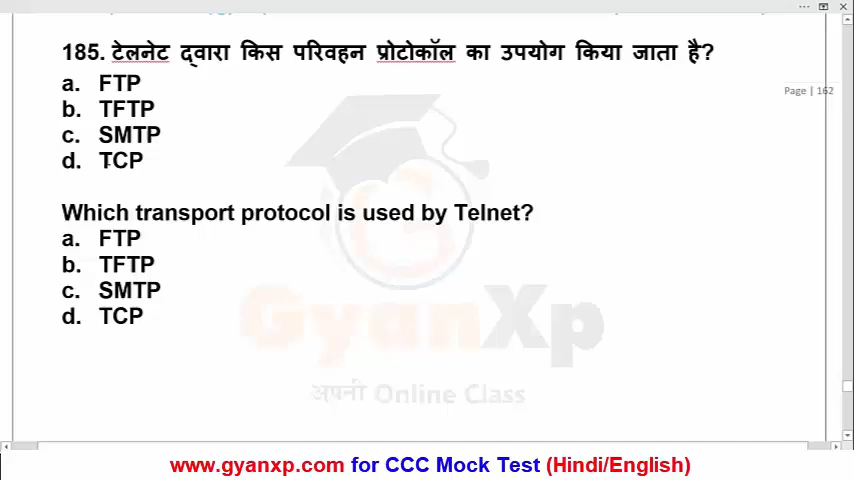 185. टेलनेट द्वारा किस परिवहन प्रोटोकॉल का उपयोग किया जाता है?
Page | 162
a. FTP
b. TFTP
c. SMTP
d. TCP
Which transport protocol is used by Telnet?
a. FTP
b. TFTP
c. SMTP
d. TCP
GyanXp
अपनी Online Class
www.gyanxp.com for CCC Mock Test (Hindi/English)